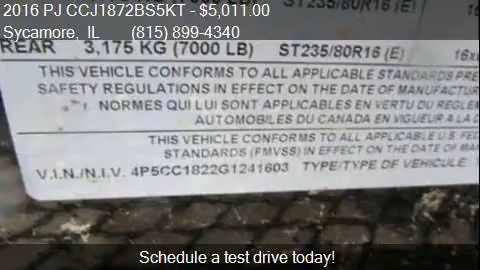 2016 PJ CCJ1872BS5KT - $5,011.00
Sycamore, IL (815) 899-4340
ST235/80R16 (E)
REAR 3,175 KG (7000 LB) ST235/80R16 (E)
THIS VEHICLE CONFORMS TO ALL APPLICABLE STANDARDS
SAFETY REGULATIONS IN EFFECT ON THE DATE OF
NORMES QUI LUI SONT APPLICABLES EN VERTU DU
AUTOMOBILES DU CANADA EN VIGUEUR A LA
THIS VEHICLE CONFORMS TO ALL APPLICABLE U.S.
STANDARDS (FMVSS) IN EFFECT ON THE DATE OF
V.I.N./N.I.V. 4P5CC1822G1241603 TYPE/TYPE DE VEHICULE:
Schedule a test drive today!